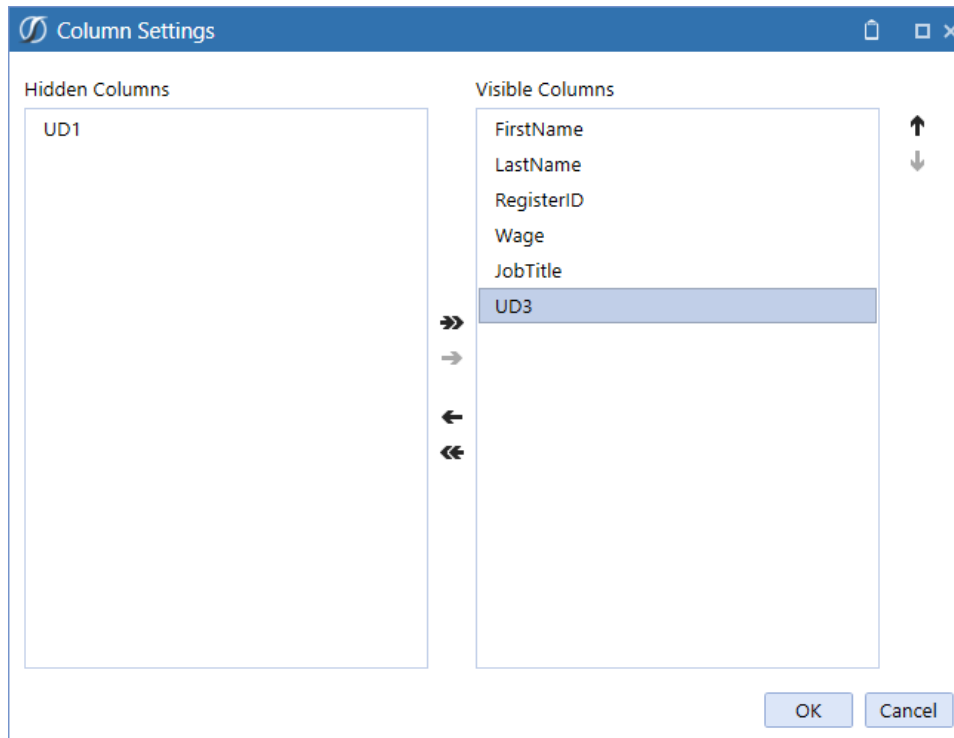 Column Settings
Hidden Columns
UD1
Visible Columns
FirstName
LastName
RegisterID
Wage
JobTitle
UD3
OK
Cancel